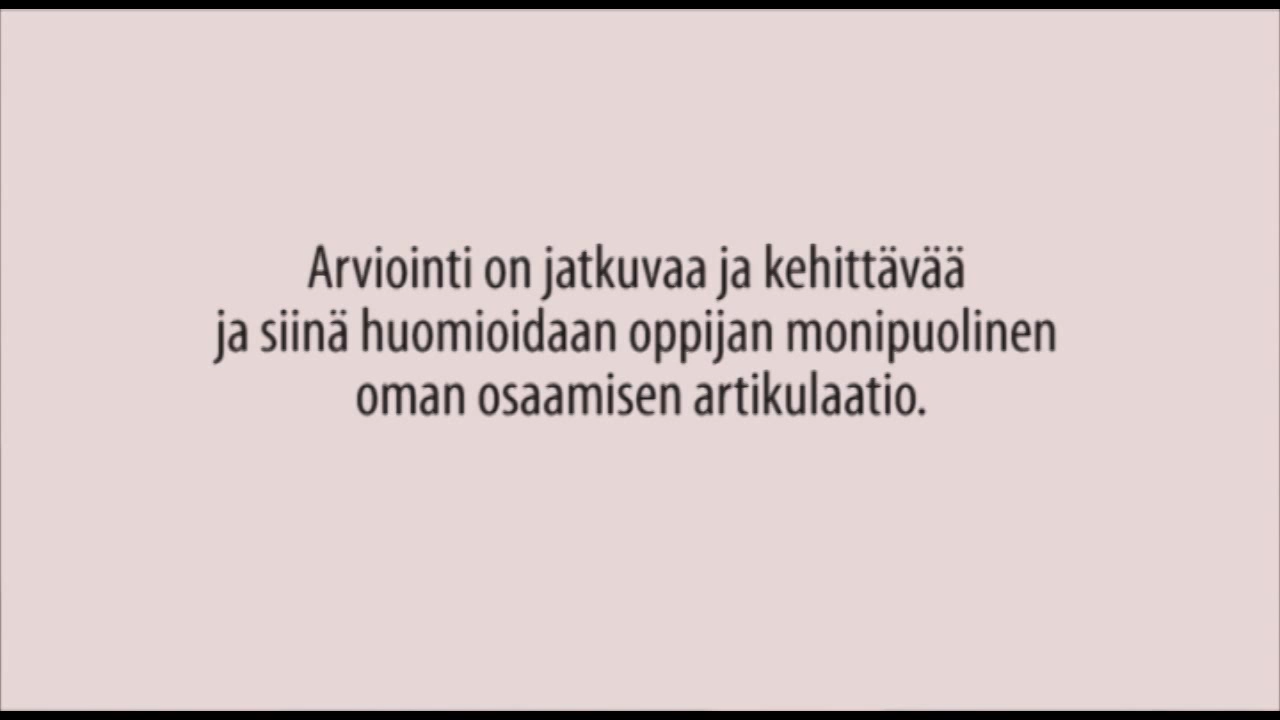 Arviointi on jatkuvaa ja kehittävää
ja siinä huomioidaan oppijan monipuolinen
oman osaamisen artikulaatio.